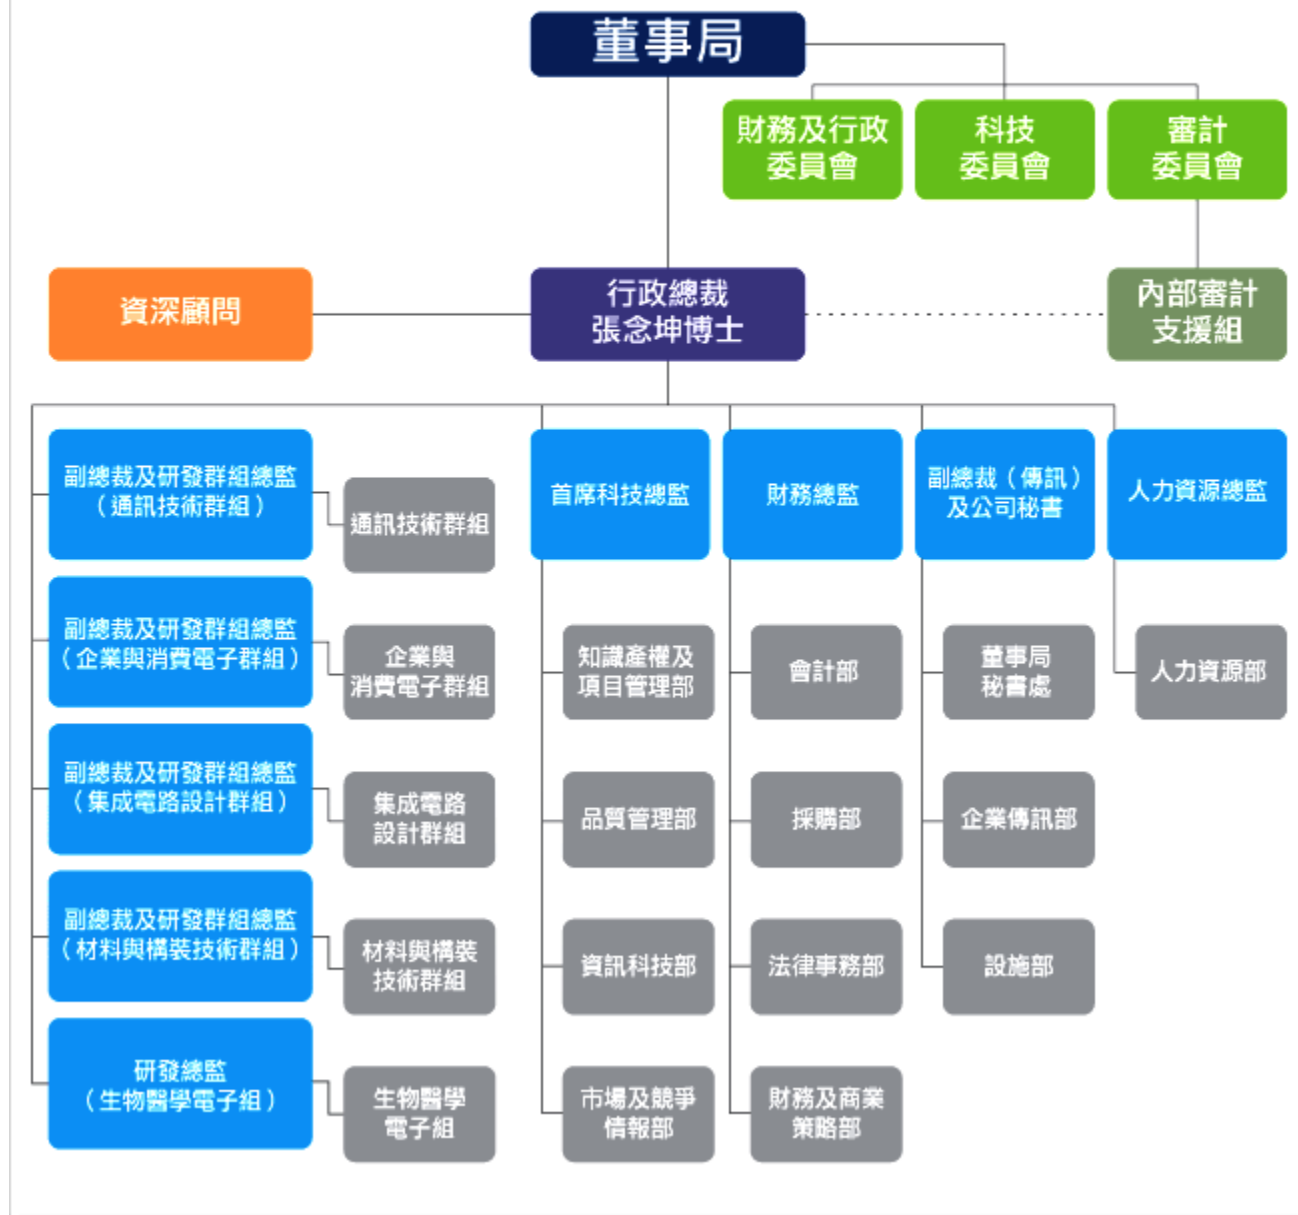 董事局
財務及行政
委員會
科技
委員會
審計
委員會
資深顧問
行政總裁
張念坤博士
內部審計
支援組
副總裁及研發群組總監
（通訊技術群組）
通訊技術群組
副總裁及研發群組總監
（企業與消費電子群組）
企業與
消費電子群組
副總裁及研發群組總監
（集成電路設計群組）
集成電路
設計群組
副總裁及研發群組總監
（材料與構裝技術群組）
材料與構裝
技術群組
研發總監
（生物醫學電子組）
生物醫學
電子組
首席科技總監
知識產權及
項目管理部
品質管理部
資訊科技部
市場及競爭
情報部
財務總監
會計部
採購部
法律事務部
財務及商業
策略部
副總裁（傳訊）
及公司秘書
董事局
秘書處
企業傳訊部
設施部
人力資源總監
人力資源部